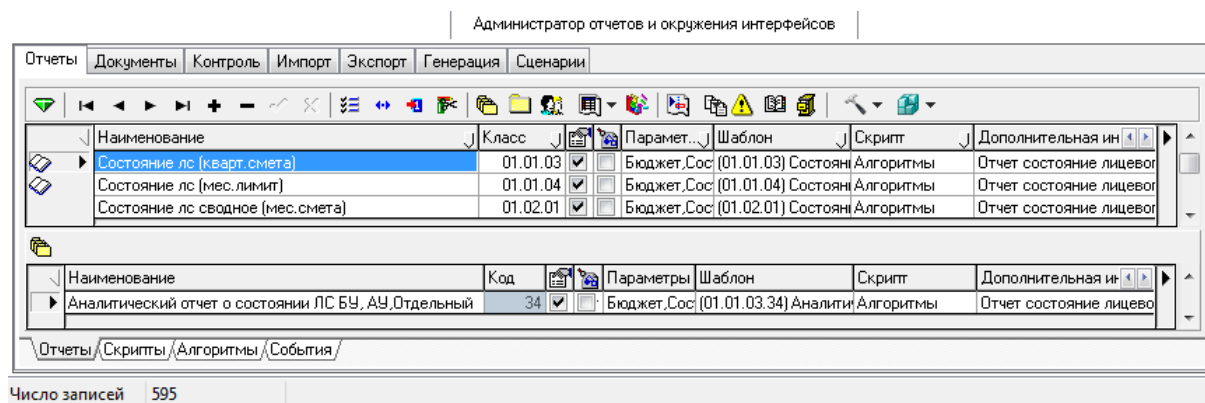 Администратор отчетов и окружения интерфейсов
Отчеты Документы Контроль Импорт Экспорт Генерация Сценарии
Наименование Класс Парамет... Шаблон Скрипт Дополнительная ин
Состояние лс (кварт.смета) 01.01.03 Бюджет,Сос (01.01.03) Состоян Алгоритмы Отчет состояние лицевог
Состояние лс (мес.лимит) 01.01.04 Бюджет,Сос (01.01.04) Состоян Алгоритмы Отчет состояние лицевог
Состояние лс сводное (мес.смета) 01.02.01 Бюджет,Сос (01.02.01) Состоян Алгоритмы Отчет состояние лицевог
Наименование Код Параметры Шаблон Скрипт Дополнительная ин
Аналитический отчет о состоянии ЛС БУ, АУ,Отдельный 34 Бюджет,Сос (01.01.03.34) Аналити Алгоритмы Отчет состояние лицево
Отчеты Скрипты Алгоритмы События
Число записей 595